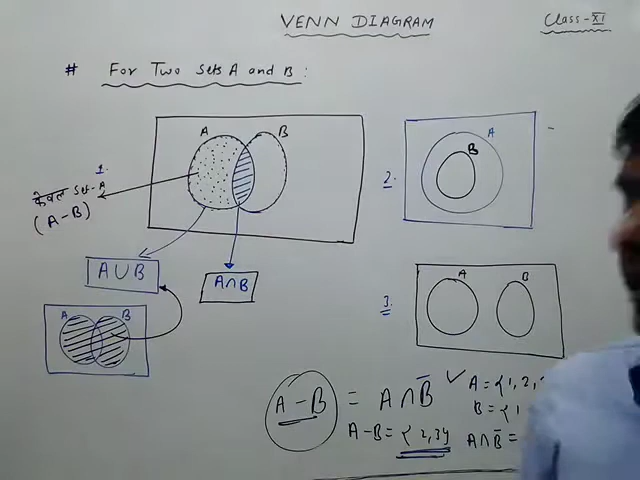 VENN DIAGRAM
Class-XI
# For Two Sets A and B:
1.
A B
केवल Set-A
(A-B)
A∪B
A∩B
A B
2.
A
B
3.
A B
A-B = A∩B̅
A-B = {2,3}
✓ A = {1, 2,
B = {1
A∩B̅ =